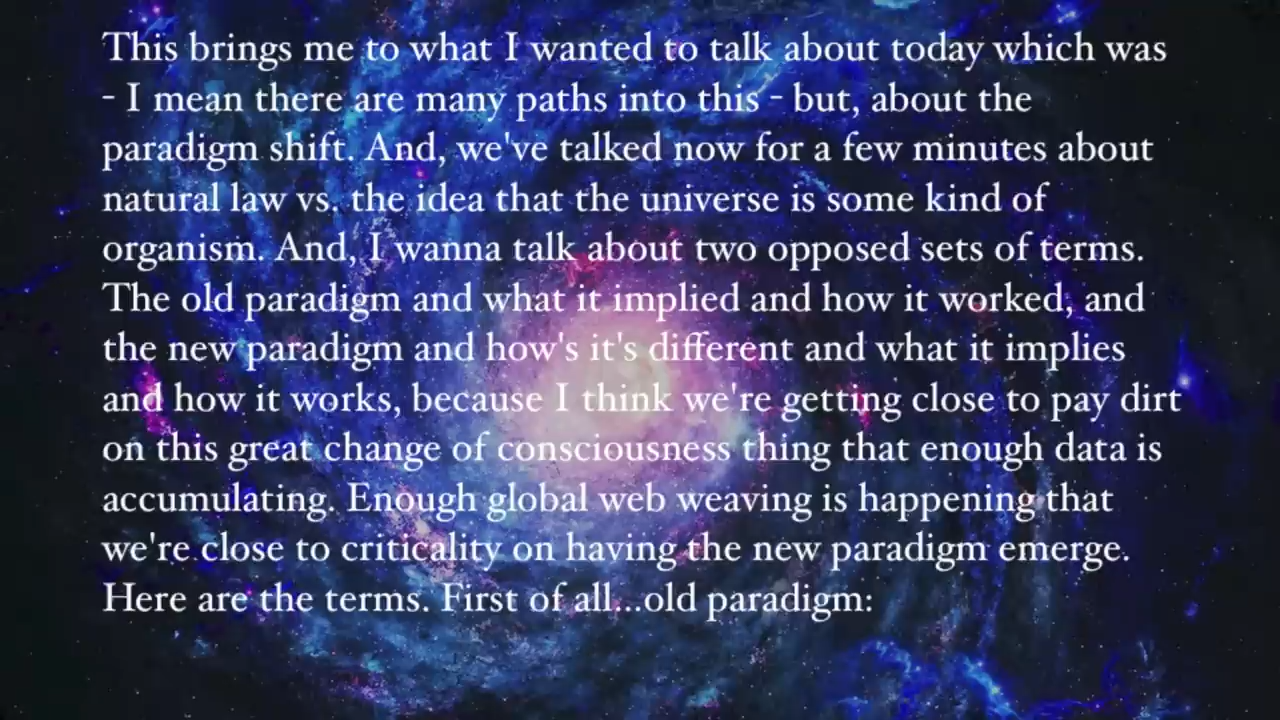 This brings me to what I wanted to talk about today which was
- I mean there are many paths into this - but, about the
paradigm shift. And, we've talked now for a few minutes about
natural law vs. the idea that the universe is some kind of
organism. And, I wanna talk about two opposed sets of terms.
The old paradigm and what it implied and how it worked, and
the new paradigm and how's it's different and what it implies
and how it works, because I think we're getting close to pay dirt
on this great change of consciousness thing that enough data is
accumulating. Enough global web weaving is happening that
we're close to criticality on having the new paradigm emerge.
Here are the terms. First of all...old paradigm: